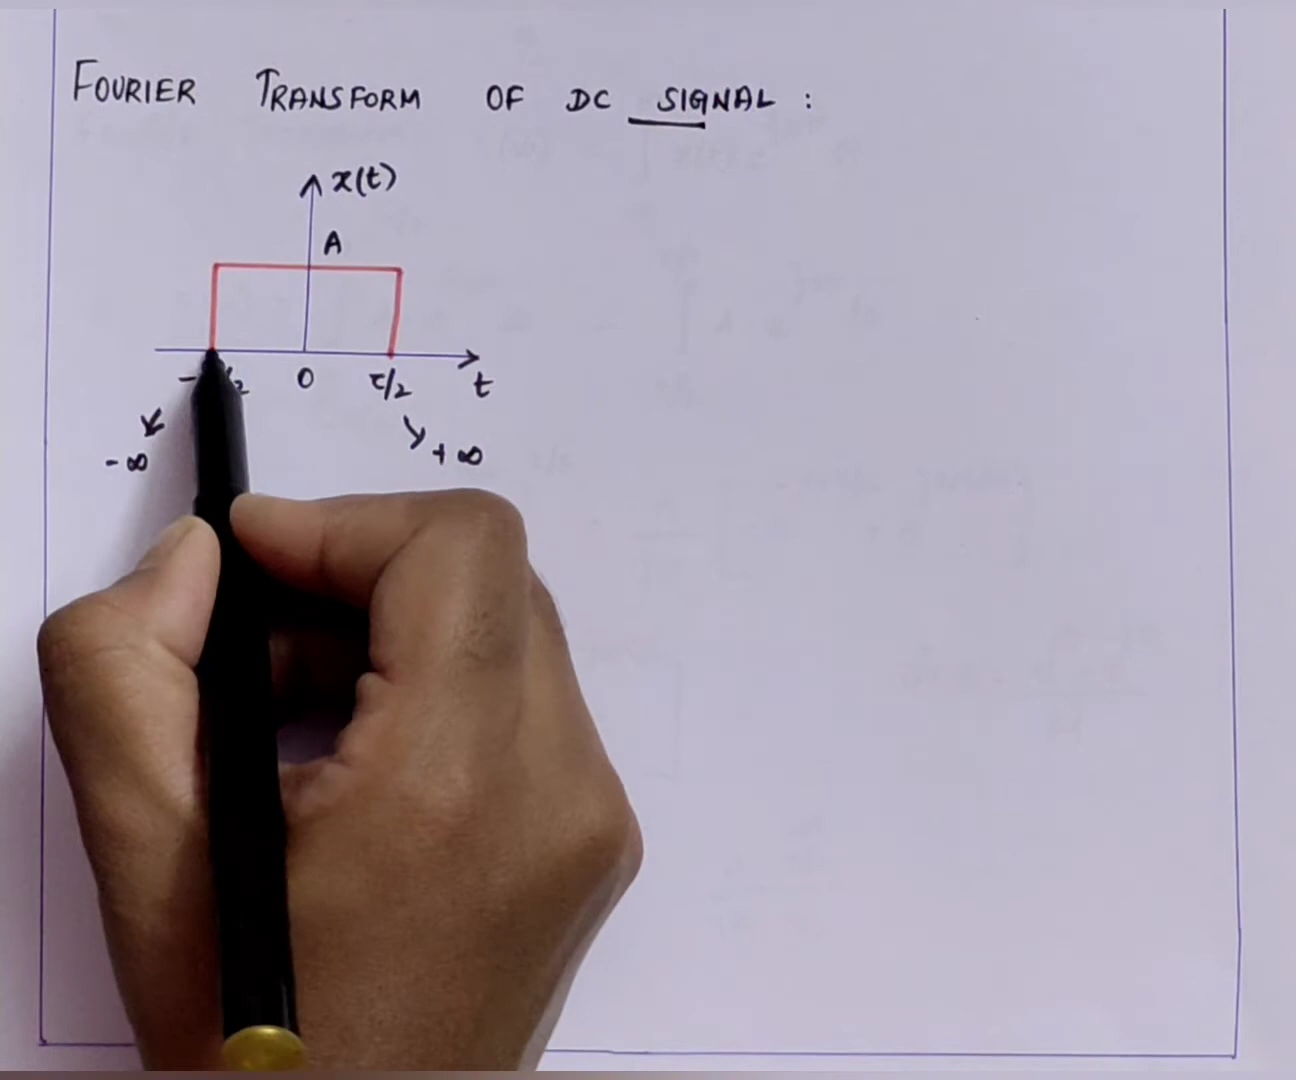 FOURIER TRANSFORM OF DC SIGNAL :
x(t)
A
0 τ/2 t
-∞ +∞